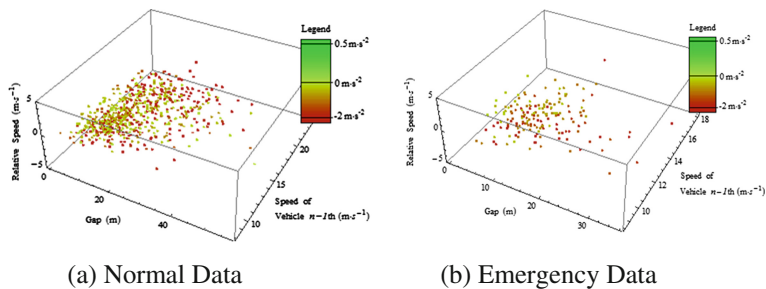 Legend
0.5 m·s⁻²
0 m·s⁻²
-2 m·s⁻²
Relative Speed (m·s⁻¹)
5
0
-5
0
20
40
Gap (m)
10
15
20
Speed of
Vehicle n-1th (m·s⁻¹)
(a) Normal Data
Legend
0.5 m·s⁻²
0 m·s⁻²
-2 m·s⁻²
Relative Speed (m·s⁻¹)
5
0
-5
0
10
20
30
Gap (m)
10
12
14
16
18
Speed of
Vehicle n-1th (m·s⁻¹)
(b) Emergency Data